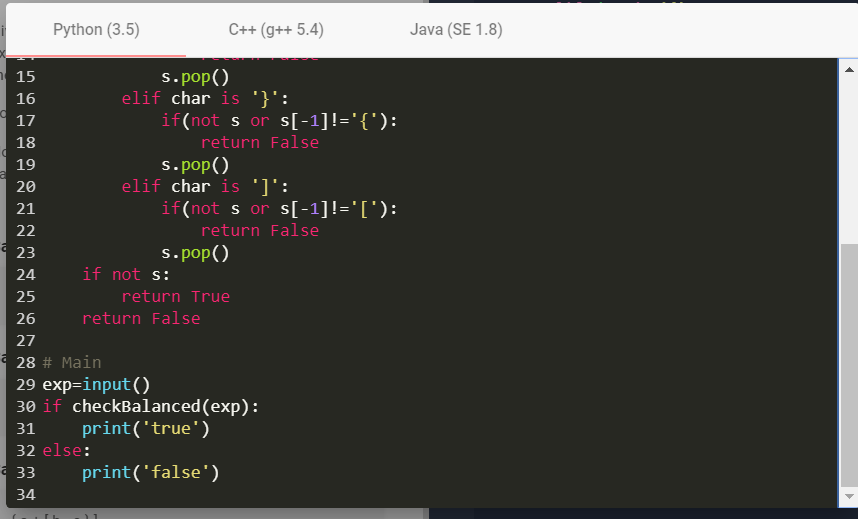 Python (3.5) C++ (g++ 5.4) Java (SE 1.8)
15             s.pop()
16         elif char is '}':
17             if(not s or s[-1]!='{'):
18                 return False
19             s.pop()
20         elif char is ']':
21             if(not s or s[-1]!='['):
22                 return False
23             s.pop()
24     if not s:
25         return True
26     return False
27
28 # Main
29 exp=input()
30 if checkBalanced(exp):
31     print('true')
32 else:
33     print('false')
34